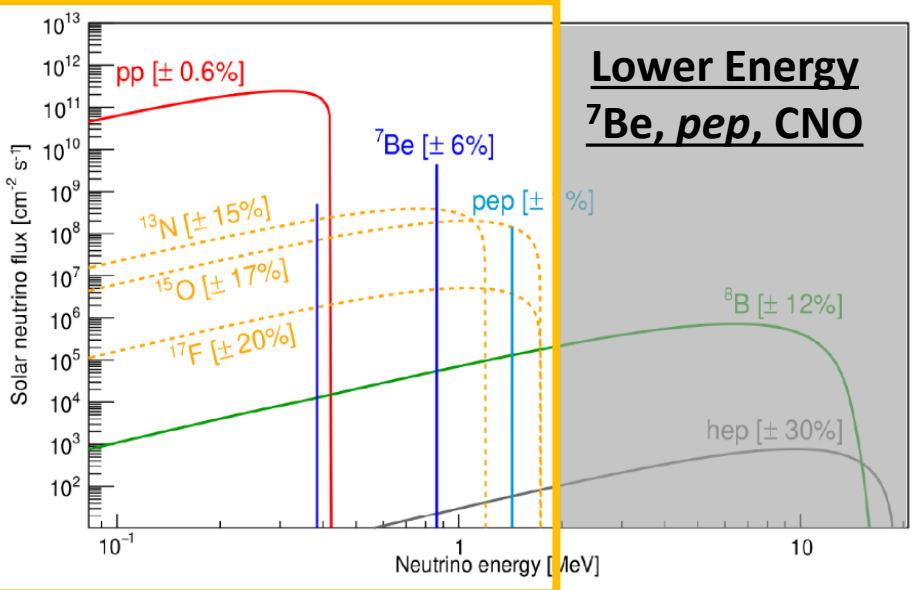 10¹³
10¹²
10¹¹
10¹⁰
10⁹
10⁸
10⁷
10⁶
10⁵
10⁴
10³
10²
Solar neutrino flux [cm⁻² s⁻¹]
pp [± 0.6%]
⁷Be [± 6%]
pep [± %]
¹³N [± 15%]
¹⁵O [± 17%]
¹⁷F [± 20%]
⁸B [± 12%]
hep [± 30%]
Lower Energy
⁷Be, pep, CNO
10⁻¹ 1 10
Neutrino energy [MeV]